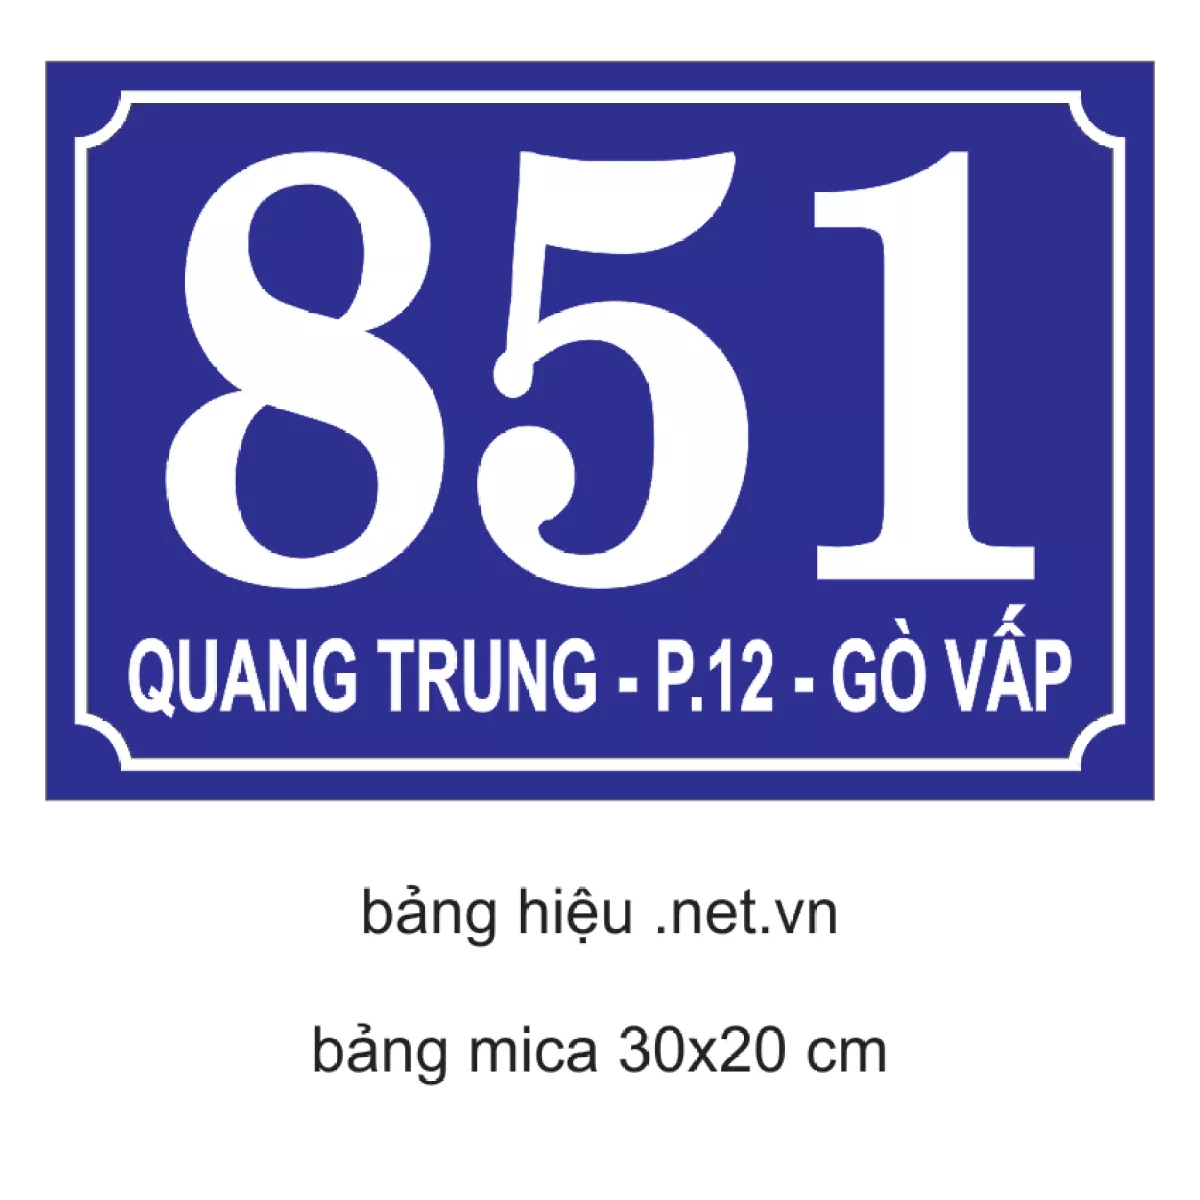 851
QUANG TRUNG - P.12 - GÒ VẤP
bảng hiệu .net.vn
bảng mica 30x20 cm